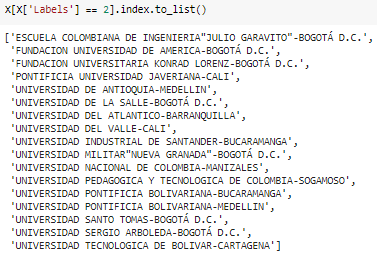 X[X['Labels'] == 2].index.to_list()
['ESCUELA COLOMBIANA DE INGENIERIA"JULIO GARAVITO"-BOGOTÁ D.C.',
'FUNDACION UNIVERSIDAD DE AMERICA-BOGOTÁ D.C.',
'FUNDACION UNIVERSITARIA KONRAD LORENZ-BOGOTÁ D.C.',
'PONTIFICIA UNIVERSIDAD JAVERIANA-CALI',
'UNIVERSIDAD DE ANTIOQUIA-MEDELLIN',
'UNIVERSIDAD DE LA SALLE-BOGOTÁ D.C.',
'UNIVERSIDAD DEL ATLANTICO-BARRANQUILLA',
'UNIVERSIDAD DEL VALLE-CALI',
'UNIVERSIDAD INDUSTRIAL DE SANTANDER-BUCARAMANGA',
'UNIVERSIDAD MILITAR"NUEVA GRANADA"-BOGOTÁ D.C.',
'UNIVERSIDAD NACIONAL DE COLOMBIA-MANIZALES',
'UNIVERSIDAD PEDAGOGICA Y TECNOLOGICA DE COLOMBIA-SOGAMOSO',
'UNIVERSIDAD PONTIFICIA BOLIVARIANA-BUCARAMANGA',
'UNIVERSIDAD PONTIFICIA BOLIVARIANA-MEDELLIN',
'UNIVERSIDAD SANTO TOMAS-BOGOTÁ D.C.',
'UNIVERSIDAD SERGIO ARBOLEDA-BOGOTÁ D.C.',
'UNIVERSIDAD TECNOLOGICA DE BOLIVAR-CARTAGENA']